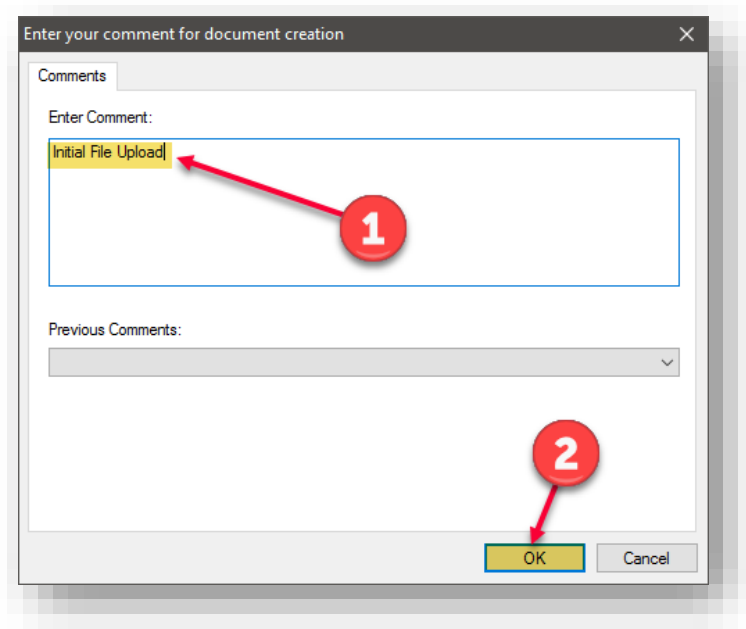 Enter your comment for document creation
Comments
Enter Comment:
Initial File Upload
1
Previous Comments:
2
OK Cancel